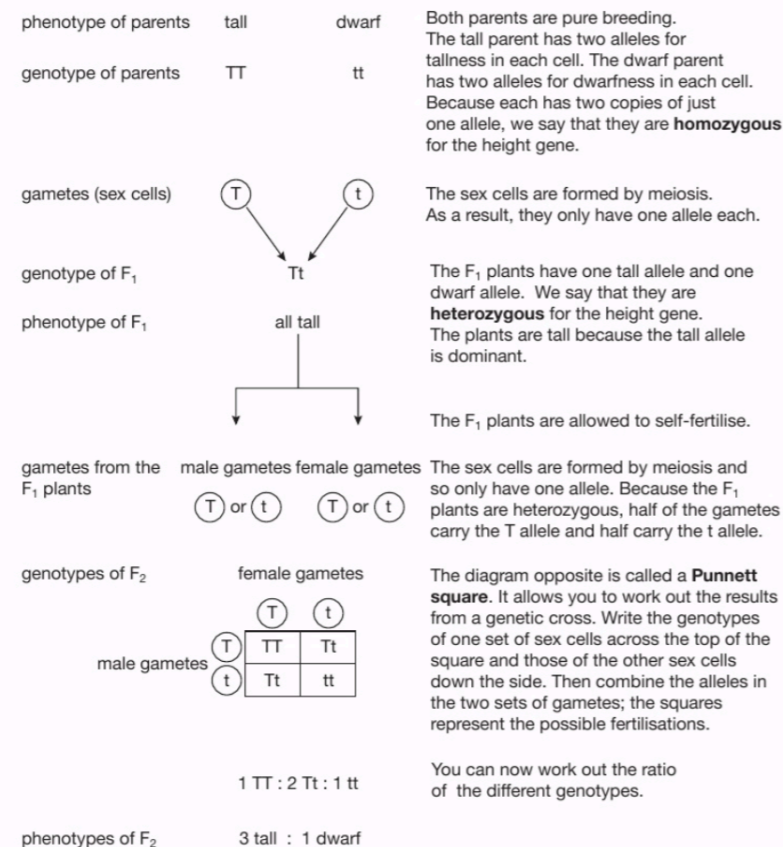 phenotype of parents tall dwarf
Both parents are pure breeding.
The tall parent has two alleles for
tallness in each cell. The dwarf parent
has two alleles for dwarfness in each cell.
Because each has two copies of just
one allele, we say that they are homozygous
for the height gene.
genotype of parents TT tt
gametes (sex cells) T t
The sex cells are formed by meiosis.
As a result, they only have one allele each.
genotype of F₁ Tt
The F₁ plants have one tall allele and one
dwarf allele. We say that they are
heterozygous for the height gene.
The plants are tall because the tall allele
is dominant.
phenotype of F₁ all tall
The F₁ plants are allowed to self-fertilise.
gametes from the
F₁ plants
male gametes female gametes
T or t T or t
The sex cells are formed by meiosis and
so only have one allele. Because the F₁
plants are heterozygous, half of the gametes
carry the T allele and half carry the t allele.
genotypes of F₂ female gametes
T t
male gametes
T TT Tt
t Tt tt
The diagram opposite is called a Punnett
square. It allows you to work out the results
from a genetic cross. Write the genotypes
of one set of sex cells across the top of the
square and those of the other sex cells
down the side. Then combine the alleles in
the two sets of gametes; the squares
represent the possible fertilisations.
1 TT : 2 Tt : 1 tt
You can now work out the ratio
of the different genotypes.
phenotypes of F₂ 3 tall : 1 dwarf